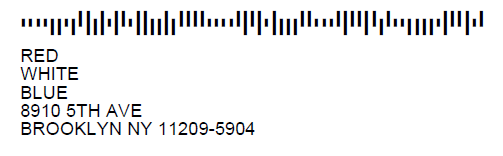 RED
WHITE
BLUE
8910 5TH AVE
BROOKLYN NY 11209-5904